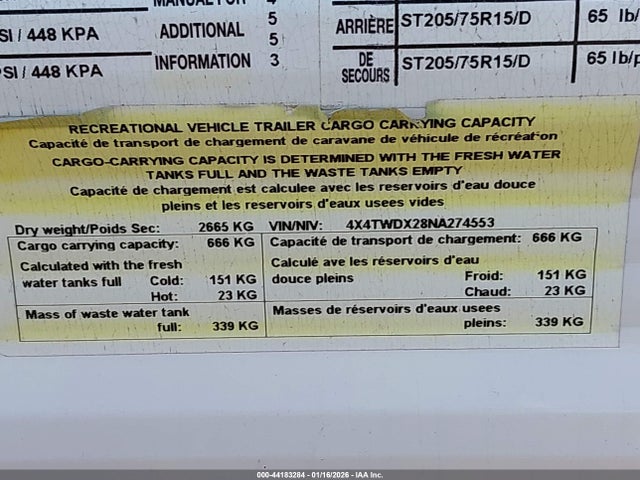 MANUAL FOR 4
ADDITIONAL 5
5
INFORMATION 3
PSI / 448 KPA
PSI / 448 KPA
ARRIÈRE ST205/75R15/D 65 lb/
DE SECOURS ST205/75R15/D 65 lb/p
RECREATIONAL VEHICLE TRAILER CARGO CARRYING CAPACITY
Capacité de transport de chargement de caravane de véhicule de récréation
CARGO-CARRYING CAPACITY IS DETERMINED WITH THE FRESH WATER
TANKS FULL AND THE WASTE TANKS EMPTY
Capacité de chargement est calculee avec les reservoirs d'eau douce
pleins et les reservoirs d'eaux usees vides
Dry weight/Poids Sec: 2665 KG VIN/NIV: 4X4TWDX28NA274553
Cargo carrying capacity: 666 KG Capacité de transport de chargement: 666 KG
Calculated with the fresh Calculé ave les réservoirs d'eau
water tanks full Cold: 151 KG douce pleins Froid: 151 KG
Hot: 23 KG Chaud: 23 KG
Mass of waste water tank Masses de réservoirs d'eaux usees
full: 339 KG pleins: 339 KG
000-44183284 - 01/16/2026 - IAA Inc.